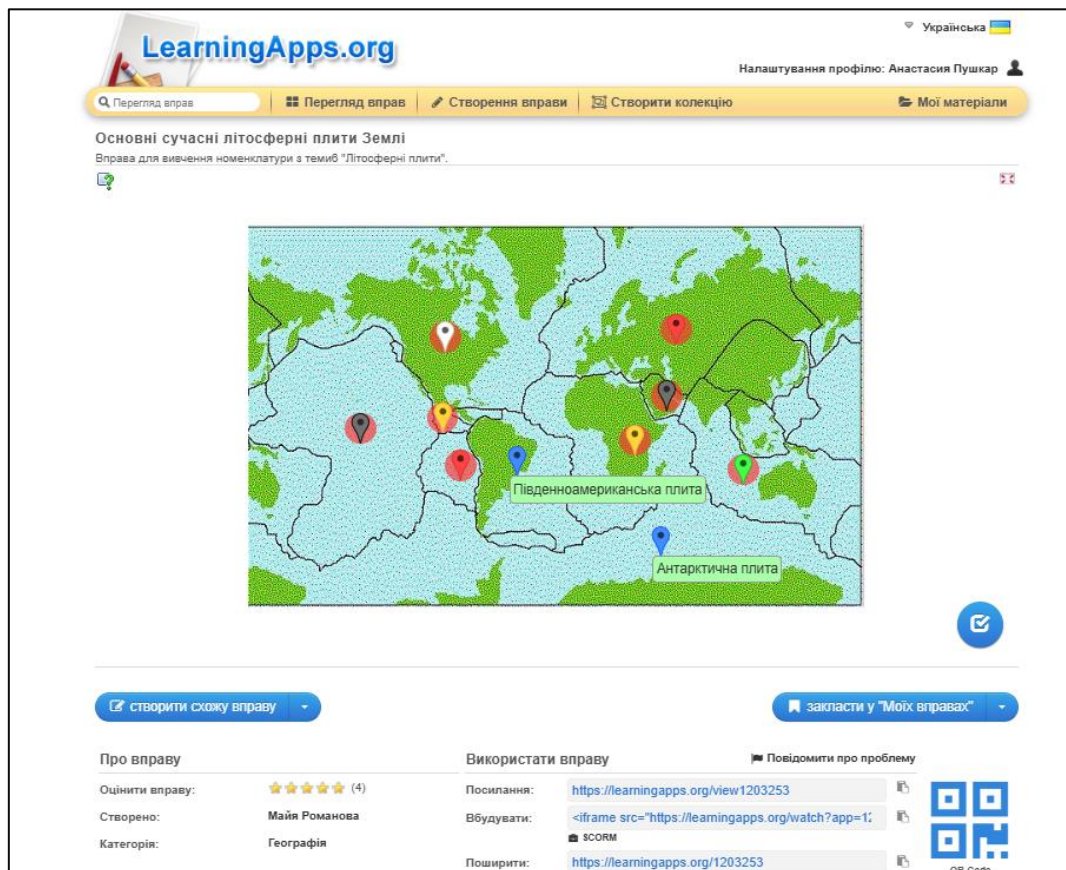 Українська
LearningApps.org
Налаштування профілю: Анастасия Пушкар
Перегляд вправ
Перегляд вправ
Створення вправи
Створити колекцію
Мої матеріали
Основні сучасні літосферні плити Землі
Вправа для вивчення номенклатури з теми6 "Літосферні плити".
Південноамериканська плита
Антарктична плита
створити схожу вправу
закласти у "Моїх вправах"
Про вправу
Використати вправу
Повідомити про проблему
Оцінити вправу:
(4)
Посилання:
https://learningapps.org/view1203253
Створено:
Майя Романова
Вбудувати:
<iframe src="https://learningapps.org/watch?app=12
SCORM
Категорія:
Географія
Поширити:
https://learningapps.org/1203253
QR Code